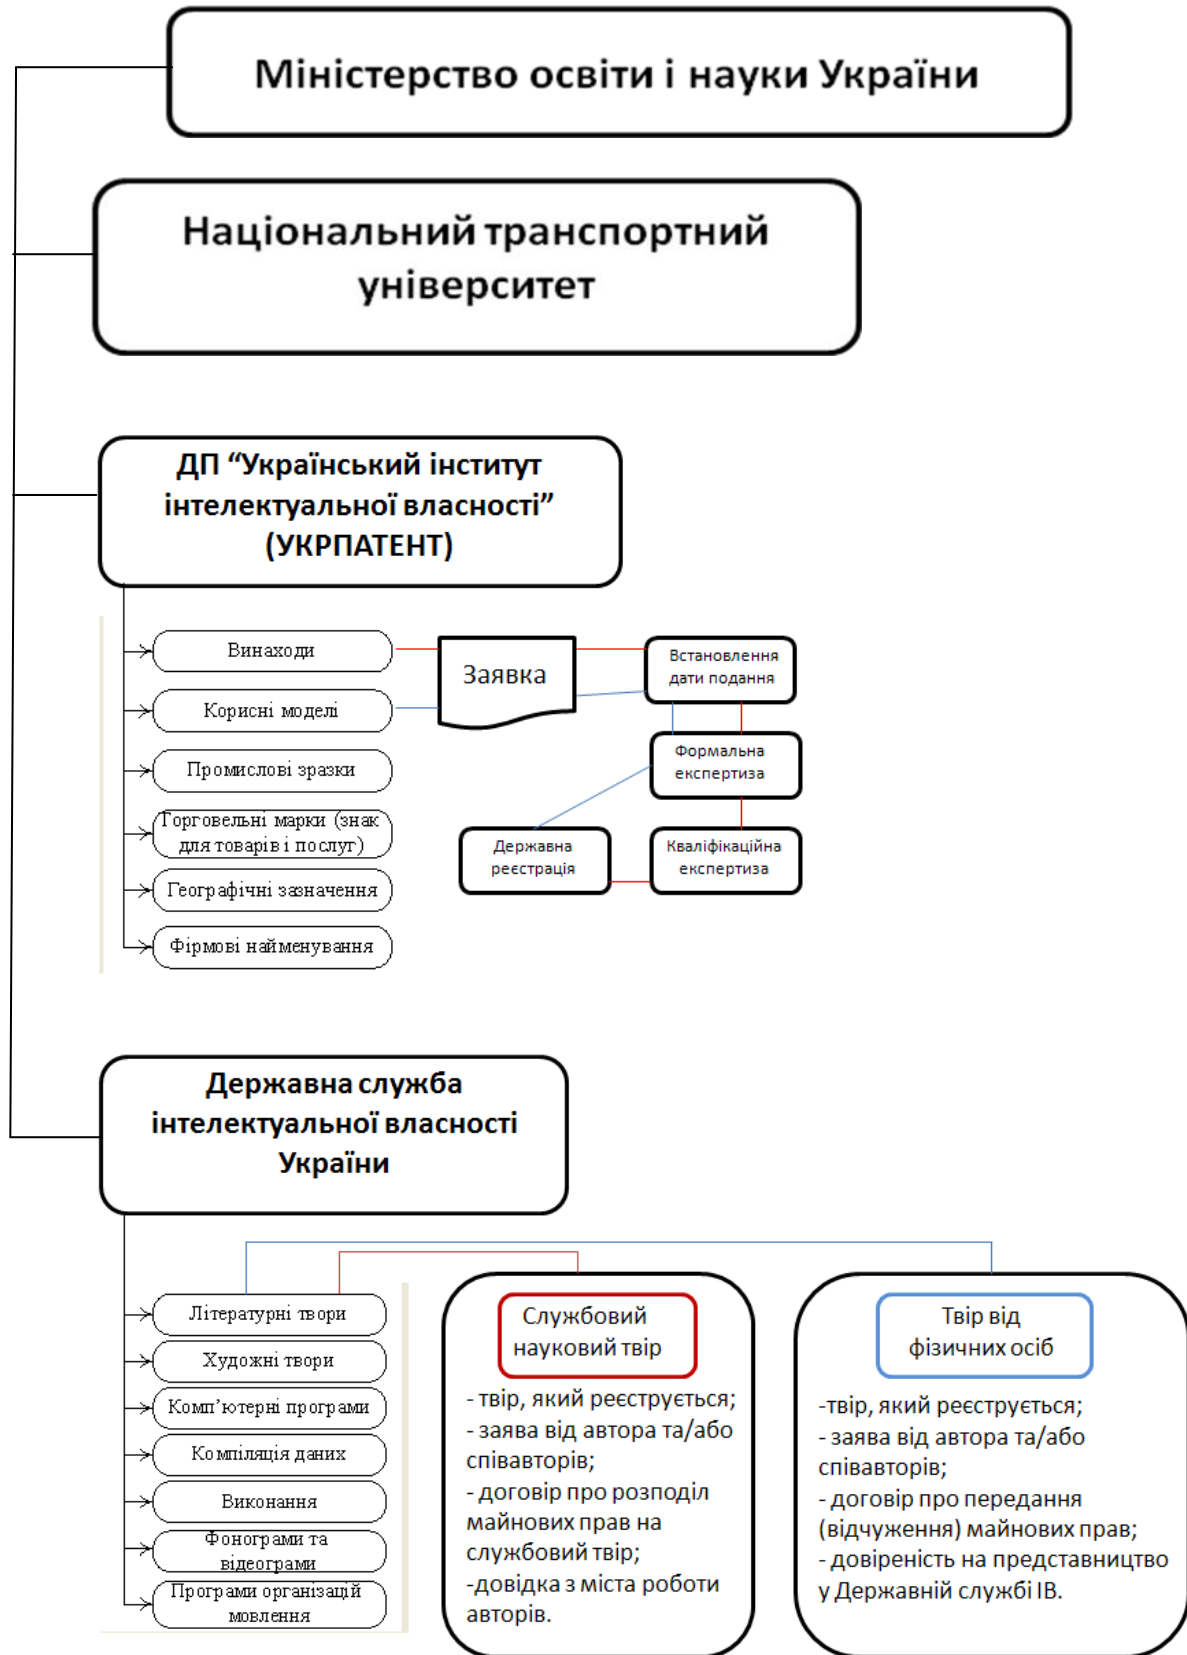 Міністерство освіти і науки України
Національний транспортний
університет
ДП “Український інститут
інтелектуальної власності”
(УКРПАТЕНТ)
Винаходи
Корисні моделі
Промислові зразки
Торговельні марки (знак
для товарів і послуг)
Географічні зазначення
Фірмові найменування
Заявка
Встановлення
дати подання
Формальна
експертиза
Державна
реєстрація
Кваліфікаційна
експертиза
Державна служба
інтелектуальної власності
України
Літературні твори
Художні твори
Комп’ютерні програми
Компіляція даних
Виконання
Фонограми та
відеограми
Програми організацій
мовлення
Службовий
науковий твір
- твір, який реєструється;
- заява від автора та/або
співавторів;
- договір про розподіл
майнових прав на
службовий твір;
-довідка з міста роботи
авторів.
Твір від
фізичних осіб
-твір, який реєструється;
- заява від автора та/або
співавторів;
- договір про передання
(відчуження) майнових прав;
- довіреність на представництво
у Державній службі ІВ.